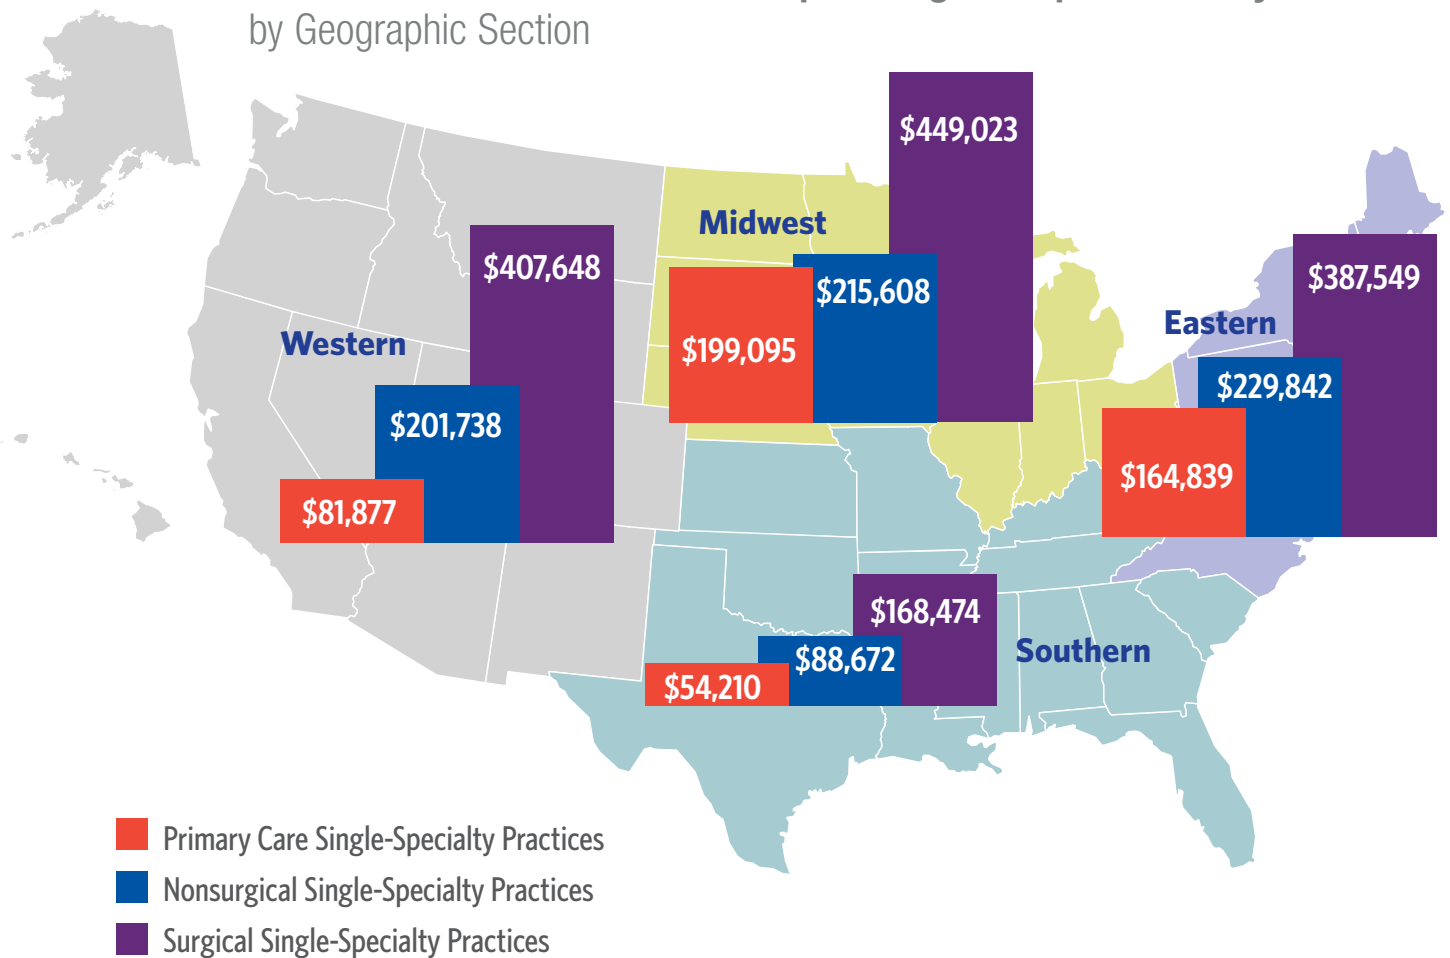 by Geographic Section
$449,023
Midwest
$407,648
$215,608
$387,549
Eastern
Western
$199,095
$229,842
$201,738
$164,839
$81,877
$168,474
Southern
$88,672
$54,210
Primary Care Single-Specialty Practices
Nonsurgical Single-Specialty Practices
Surgical Single-Specialty Practices